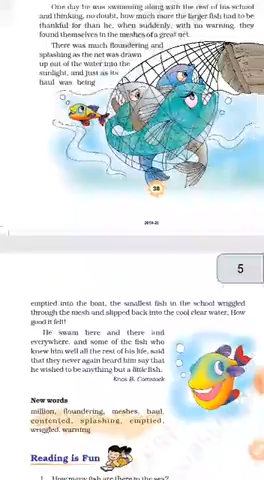 One day he was swimming along with the rest of his school
and thinking, no doubt, how much more the larger fish had to be
thankful for than he, when suddenly, with no warning, they
found themselves in the meshes of a great net.
There was much floundering and
splashing as the net was drawn
up out of the water into the
sunlight, and just as its
haul was being
38
2019-20
5
emptied into the boat, the smallest fish in the school wriggled
through the mesh and slipped back into the cool clear water. How
good it felt!
He swam here and there and
everywhere, and some of the fish who
knew him well all the rest of his life, said
that they never again heard him say that
he wished to be anything but a little fish.
Enos B. Comstock
New words
million, floundering, meshes, haul,
contented, splashing, emptied,
wriggled, warning
Reading is Fun
1. How many fish are there in the sea?